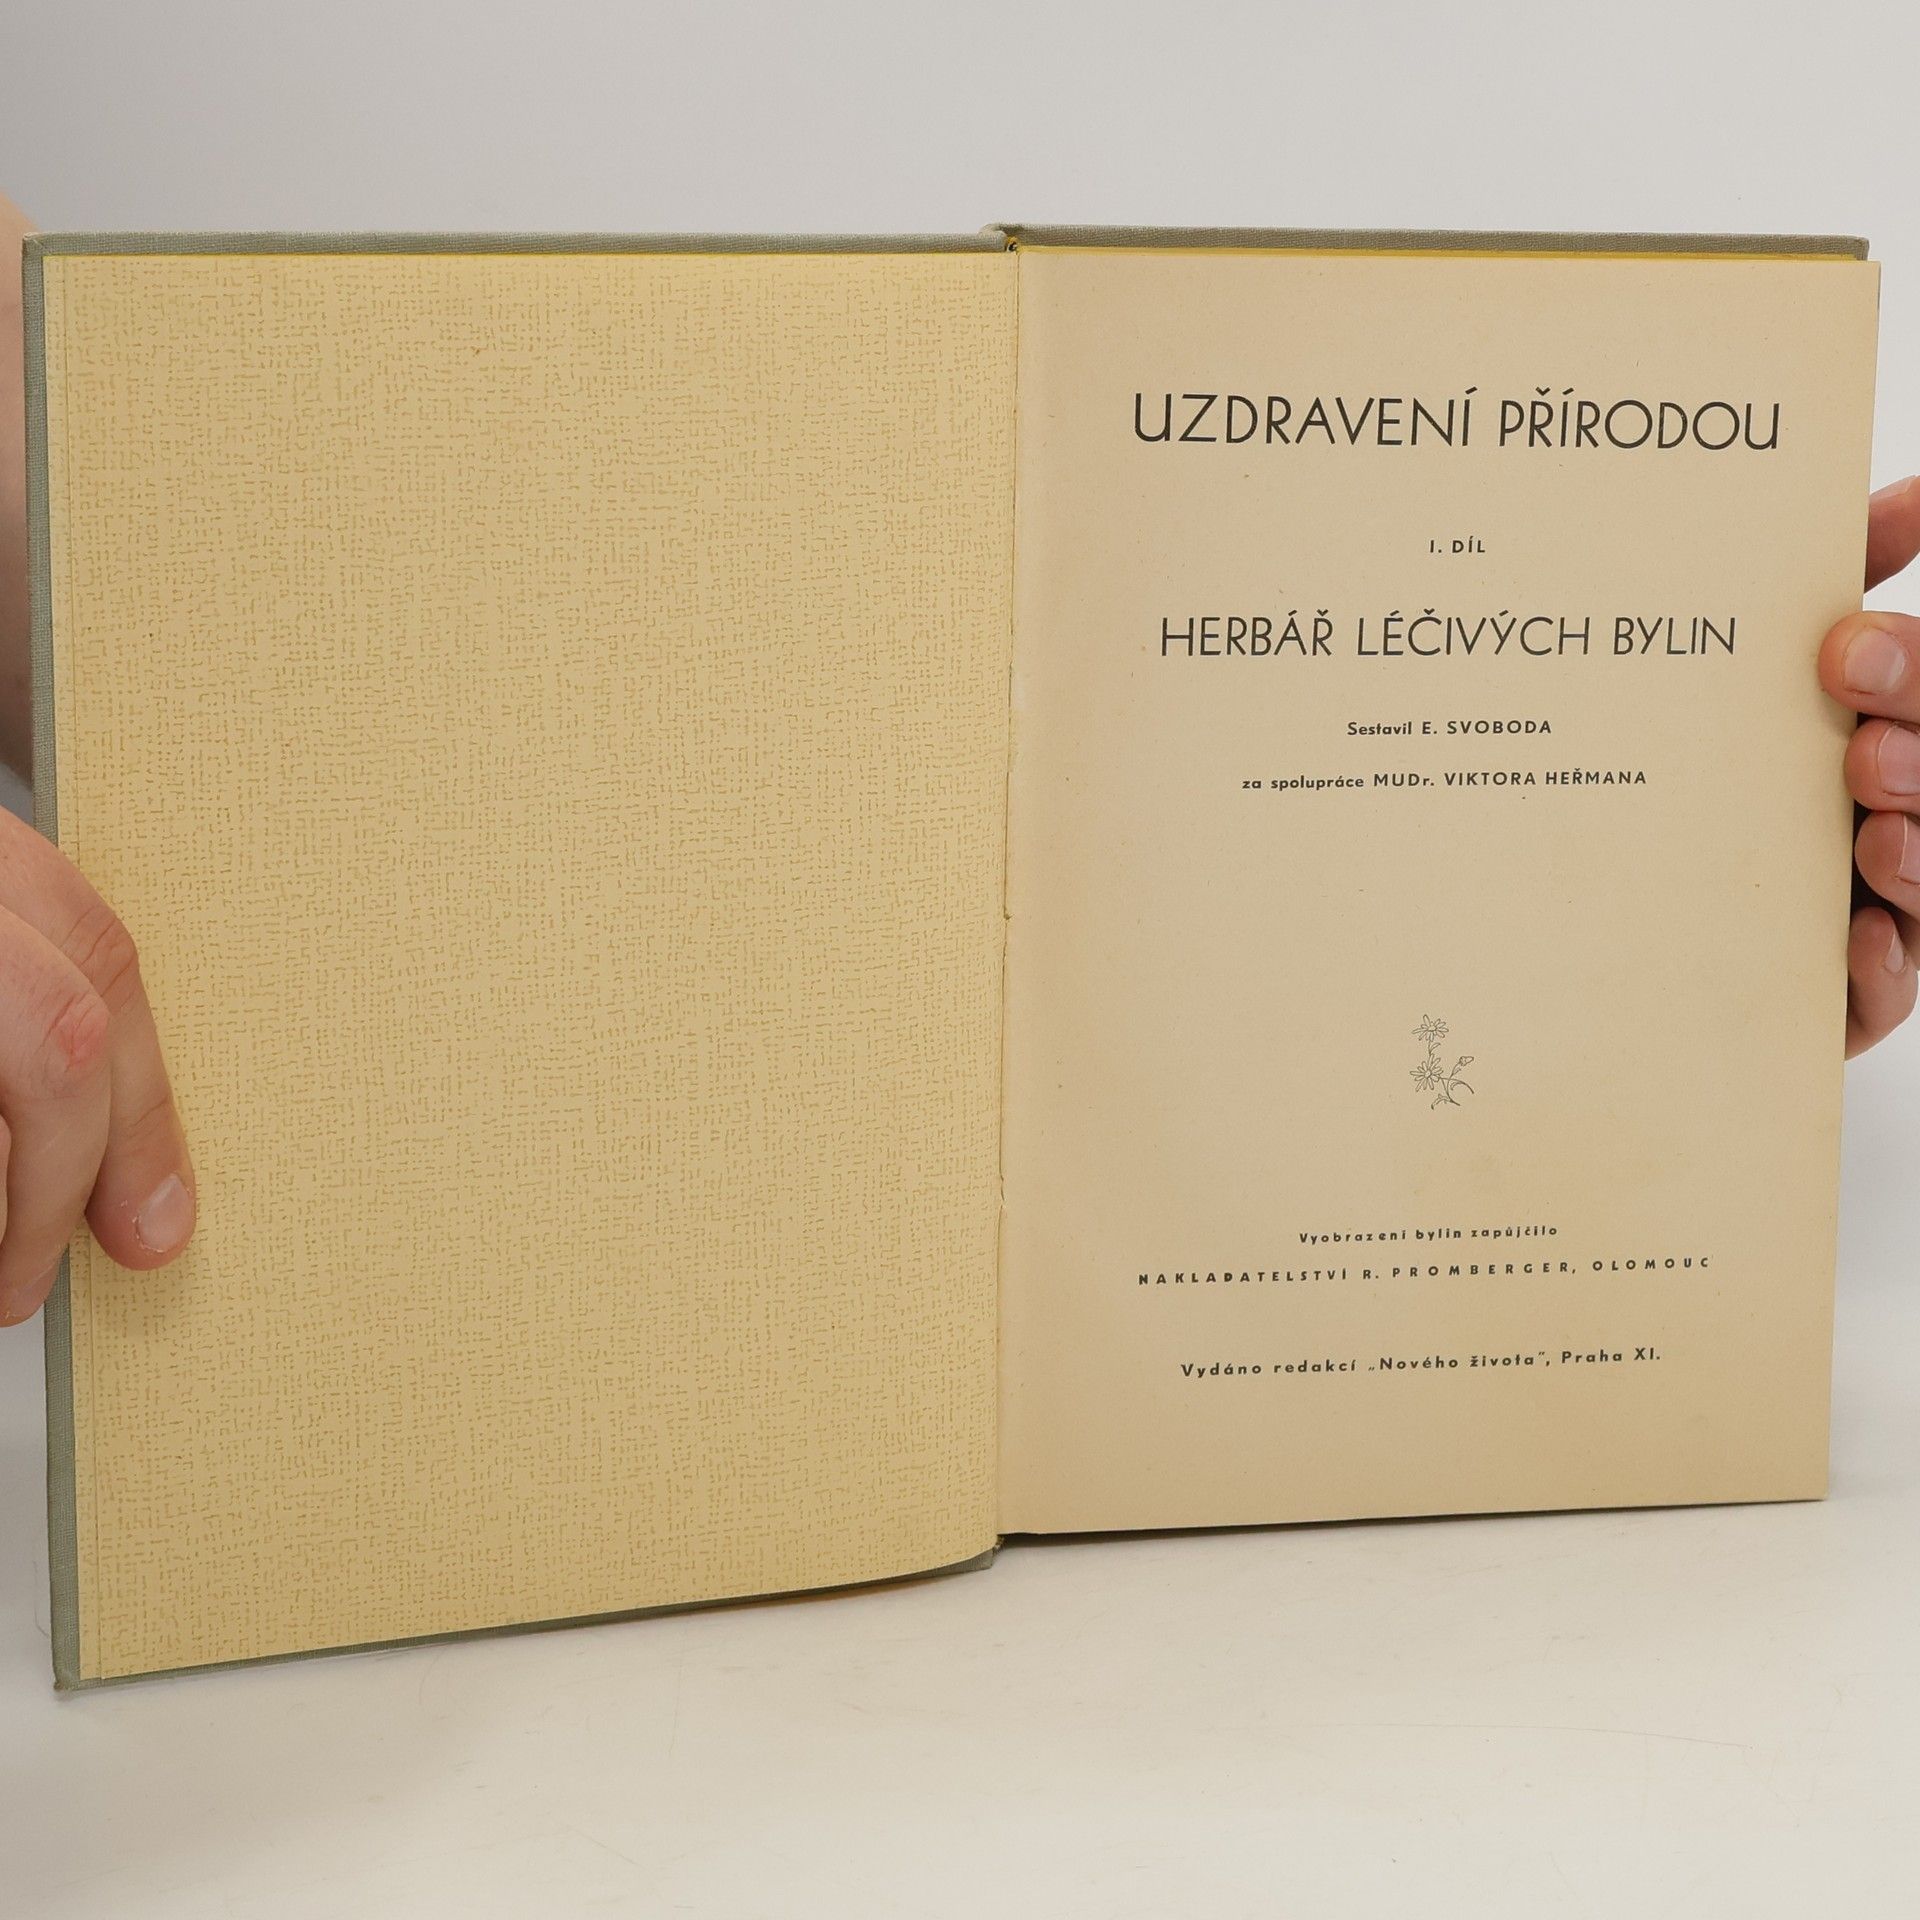 UZDRAVENÍ PŘÍRODOU
I. DÍL
HERBÁŘ LÉČIVÝCH BYLIN
Sestavil E. SVOBODA
za spolupráce MUDr. VIKTORA HEŘMANA
Vyobrazení bylin zapůjčilo
NAKLADATELSTVÍ R. PROMBERGER, OLOMOUC
Vydáno redakcí „Nového života“, Praha XI.